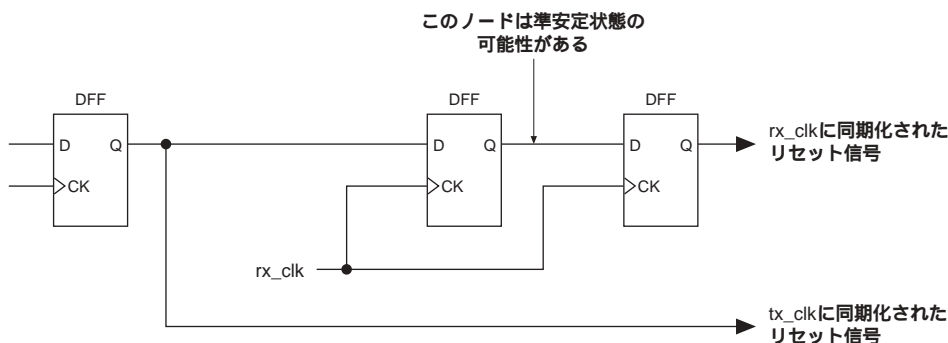 このノードは準安定状態の
可能性がある
DFF
DFF
DFF
D
Q
D
Q
D
Q
rx_clkに同期化された
リセット信号
CK
CK
CK
rx_clk
tx_clkに同期化された
リセット信号